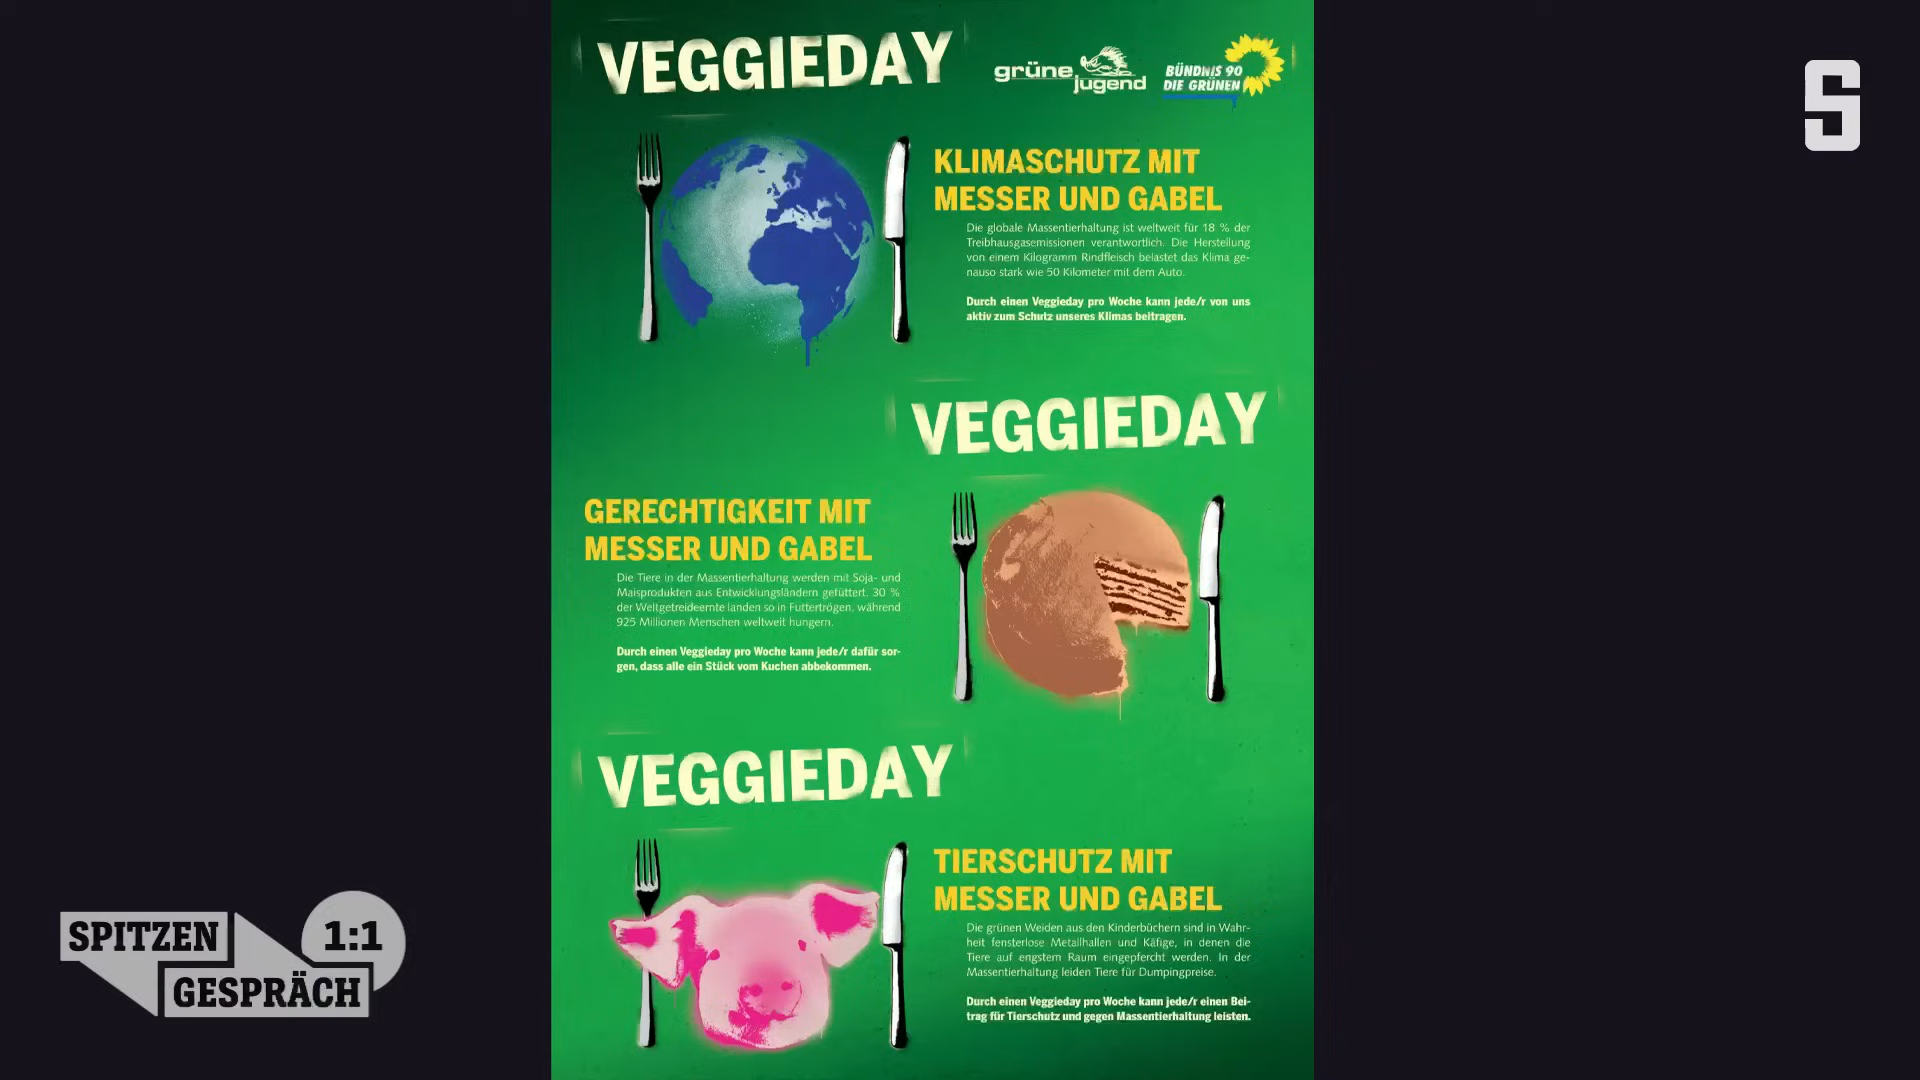 VEGGIEDAY
grüne jugend
BÜNDNIS 90
DIE GRÜNEN
S
KLIMASCHUTZ MIT
MESSER UND GABEL
Die globale Massentierhaltung ist weltweit für 18 % der
Treibhausgasemissionen verantwortlich. Die Herstellung
von einem Kilogramm Rindfleisch belastet das Klima ge-
nauso stark wie 50 Kilometer mit dem Auto.
Durch einen Veggieday pro Woche kann jede/r von uns
aktiv zum Schutz unseres Klimas beitragen.
VEGGIEDAY
GERECHTIGKEIT MIT
MESSER UND GABEL
Die Tiere in der Massentierhaltung werden mit Soja- und
Maisprodukten aus Entwicklungsländern gefüttert. 30 %
der Weltgetreideernte landen so in Futtertrögen, während
925 Millionen Menschen weltweit hungern.
Durch einen Veggieday pro Woche kann jede/r dafür sor-
gen, dass alle ein Stück vom Kuchen abbekommen.
VEGGIEDAY
TIERSCHUTZ MIT
MESSER UND GABEL
Die grünen Weiden aus den Kinderbüchern sind in Wahr-
heit fensterlose Metallhallen und Käfige, in denen die
Tiere auf engstem Raum eingepfercht werden. In der
Massentierhaltung leiden Tiere für Dumpingpreise.
Durch einen Veggieday pro Woche kann jede/r einen Bei-
trag für Tierschutz und gegen Massentierhaltung leisten.
SPITZEN 1:1
GESPRÄCH